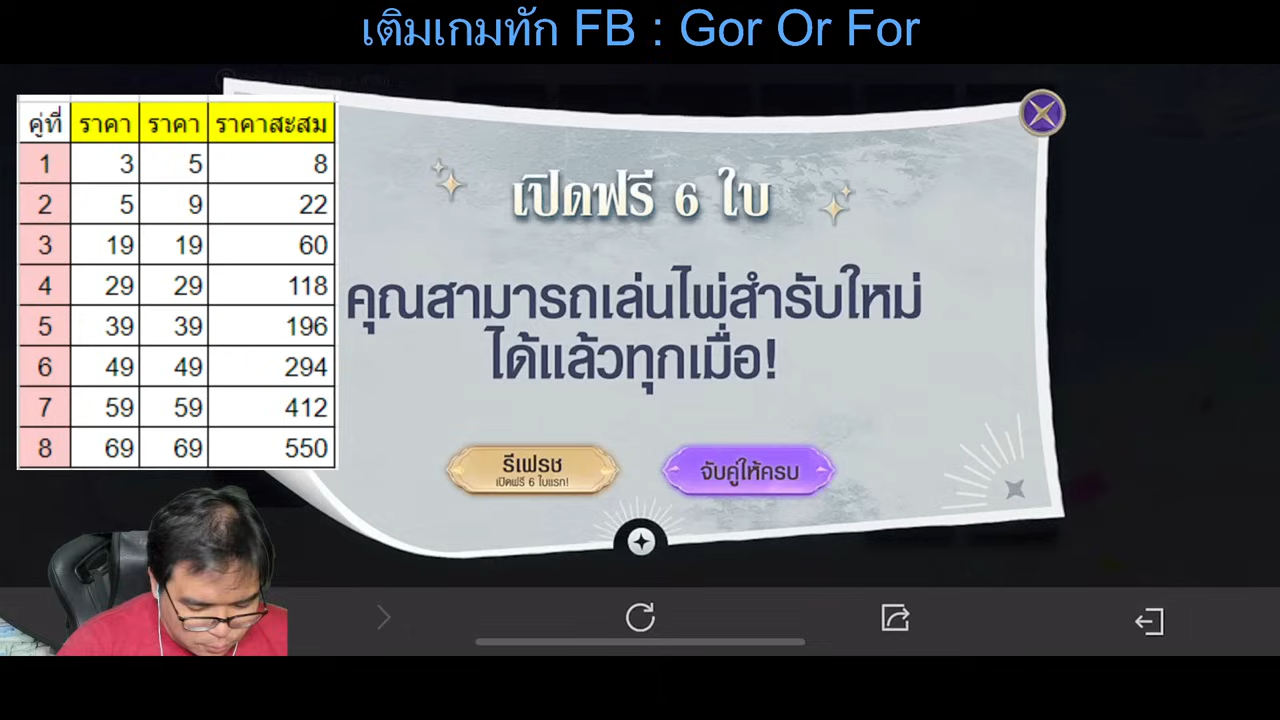 เติมเกมทัก FB : Gor Or For
คู่ที่ ราคา ราคา ราคาสะสม
1 3 5 8
2 5 9 22
3 19 19 60
4 29 29 118
5 39 39 196
6 49 49 294
7 59 59 412
8 69 69 550
เปิดฟรี 6 ใบ
คุณสามารถเล่นไพ่สำรับใหม่
ได้แล้วทุกเมื่อ!
รีเฟรช
เปิดฟรี 6 ใบแรก!
จับคู่ให้ครบ